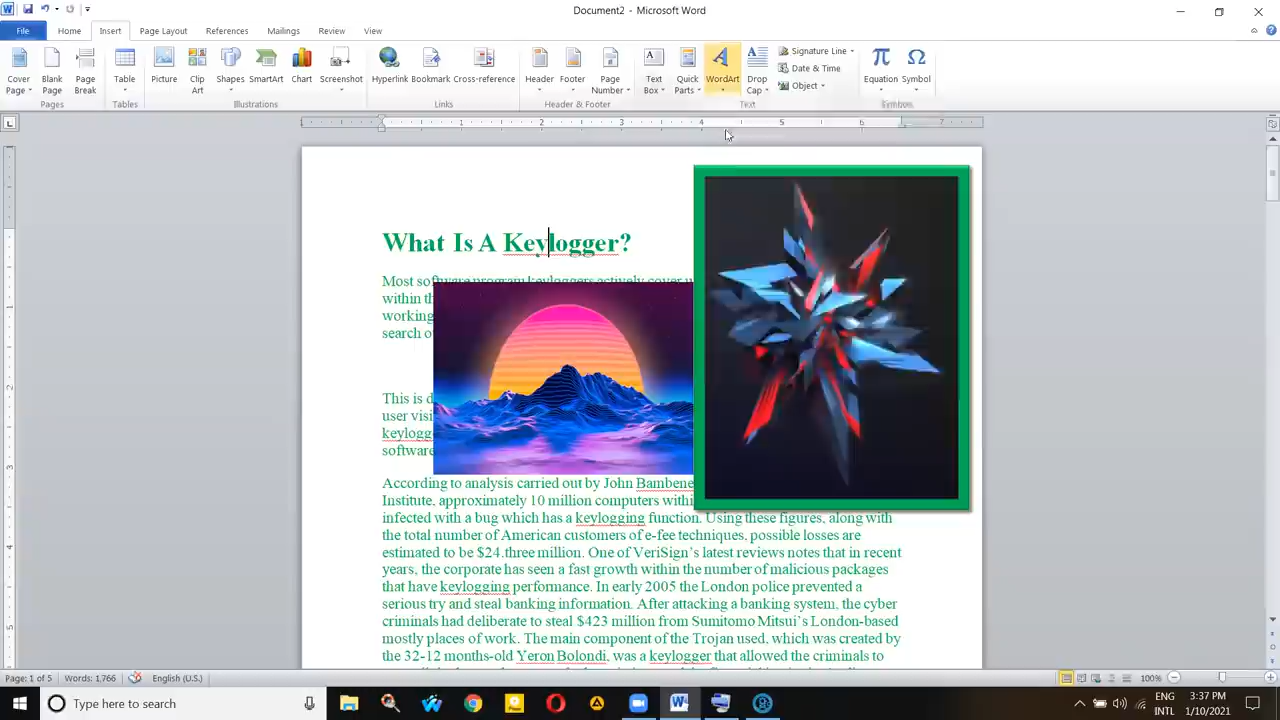 Document2 - Microsoft Word
File Home Insert Page Layout References Mailings Review View
Cover Page Blank Page Page Break Table Picture Clip Art Shapes SmartArt Chart Screenshot Hyperlink Bookmark Cross-reference Header Footer Page Number Text Box Quick Parts WordArt Drop Cap Signature Line Date & Time Object Equation Symbol
Pages Tables Illustrations Links Header & Footer Text Symbols
1 1 2 3 4 5 6 7
What Is A Keylogger?
Most software program keyloggers actively cover
within th
working
search o
This is d
user visi
keylogg
software
According to analysis carried out by John Bambene
Institute, approximately 10 million computers withi
infected with a bug which has a keylogging function. Using these figures, along with
the total number of American customers of e-fee techniques, possible losses are
estimated to be $24.three million. One of VeriSign's latest reviews notes that in recent
years, the corporate has seen a fast growth within the number of malicious packages
that have keylogging performance. In early 2005 the London police prevented a
serious try and steal banking information. After attacking a banking system, the cyber
criminals had deliberate to steal $423 million from Sumitomo Mitsui`s London-based
mostly places of work. The main component of the Trojan used, which was created by
the 32-12 months-old Yeron Bolondi, was a keylogger that allowed the criminals to
Page: 1 of 5 Words: 1,766 English (U.S.) 100%
Type here to search
ENG INTL 3:37 PM 1/10/2021